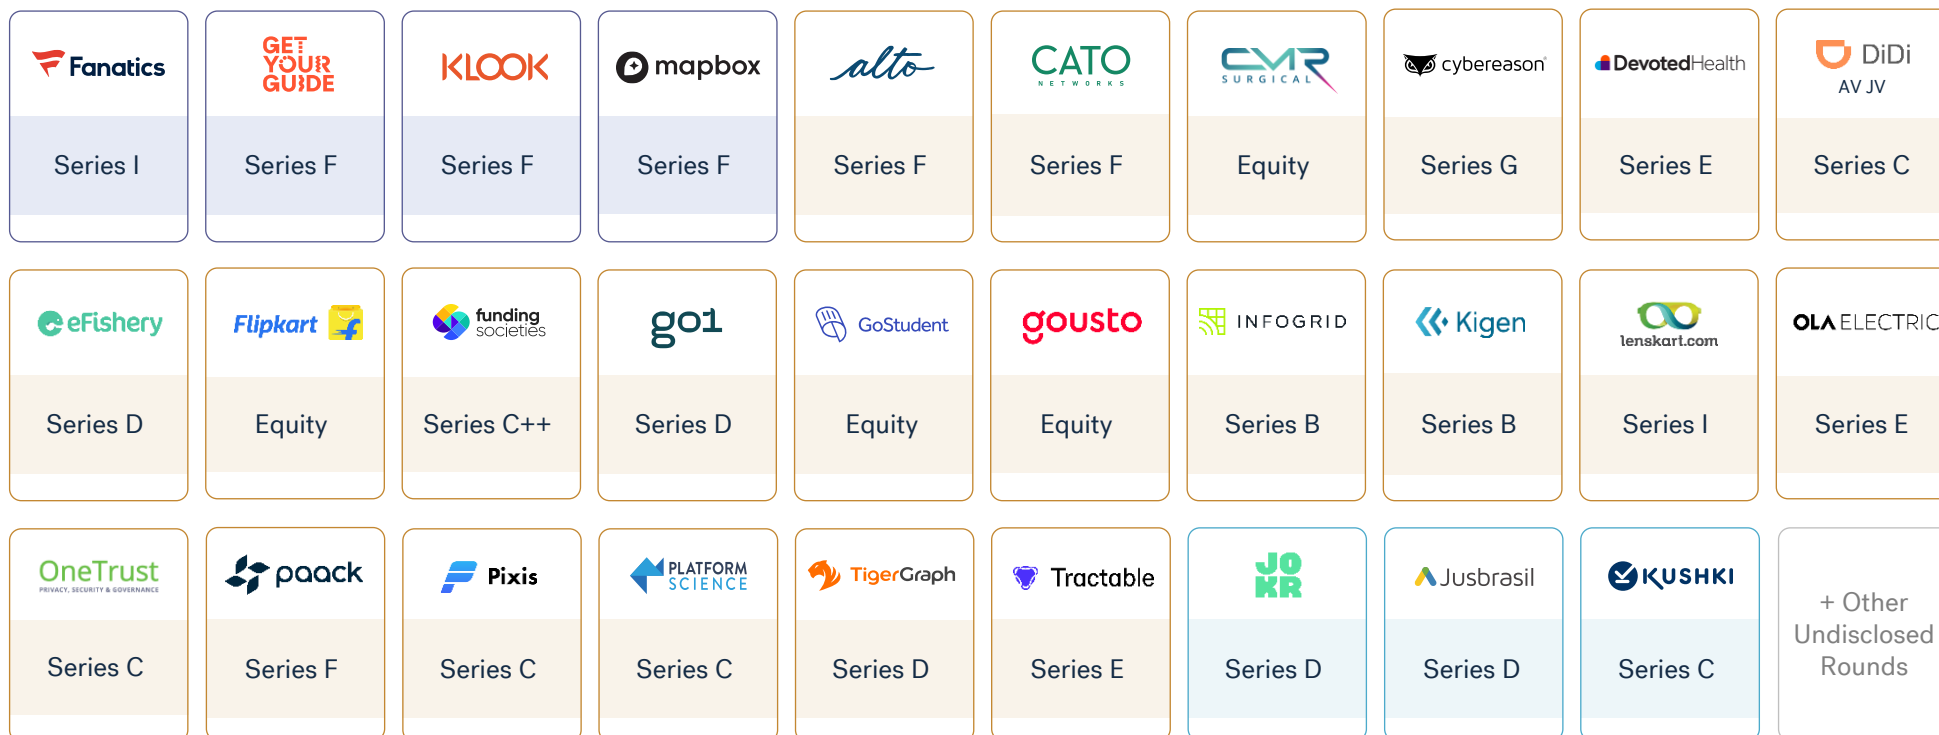 Fanatics
Series I
GET
YOUR
GUIDE
Series F
KLOOK
Series F
mapbox
Series F
alto
Series F
CATO
NETWORKS
Series F
CMR
SURGICAL
Equity
cybereason
Series G
DevotedHealth
Series E
DiDi
AV JV
Series C
eFishery
Series D
Flipkart
Equity
funding
societies
Series C++
go1
Series D
GoStudent
Equity
gousto
Equity
INFOGRID
Series B
Kigen
Series B
lenskart.com
Series I
OLA ELECTRIC
Series E
OneTrust
PRIVACY, SECURITY & GOVERNANCE
Series C
paack
Series F
Pixis
Series C
PLATFORM
SCIENCE
Series C
TigerGraph
Series D
Tractable
Series E
JO
KR
Series D
Jusbrasil
Series D
KUSHKI
Series C
+ Other
Undisclosed
Rounds